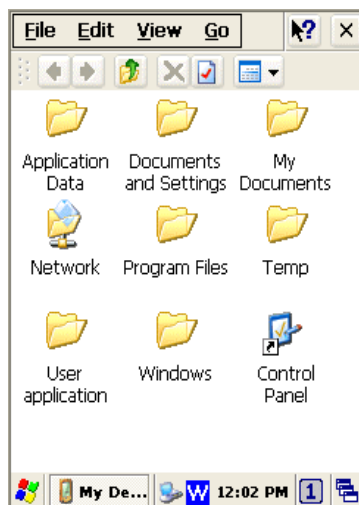 File Edit View Go ?
Application Data
Documents and Settings
My Documents
Network
Program Files
Temp
User application
Windows
Control Panel
My De... W 12:02 PM 1